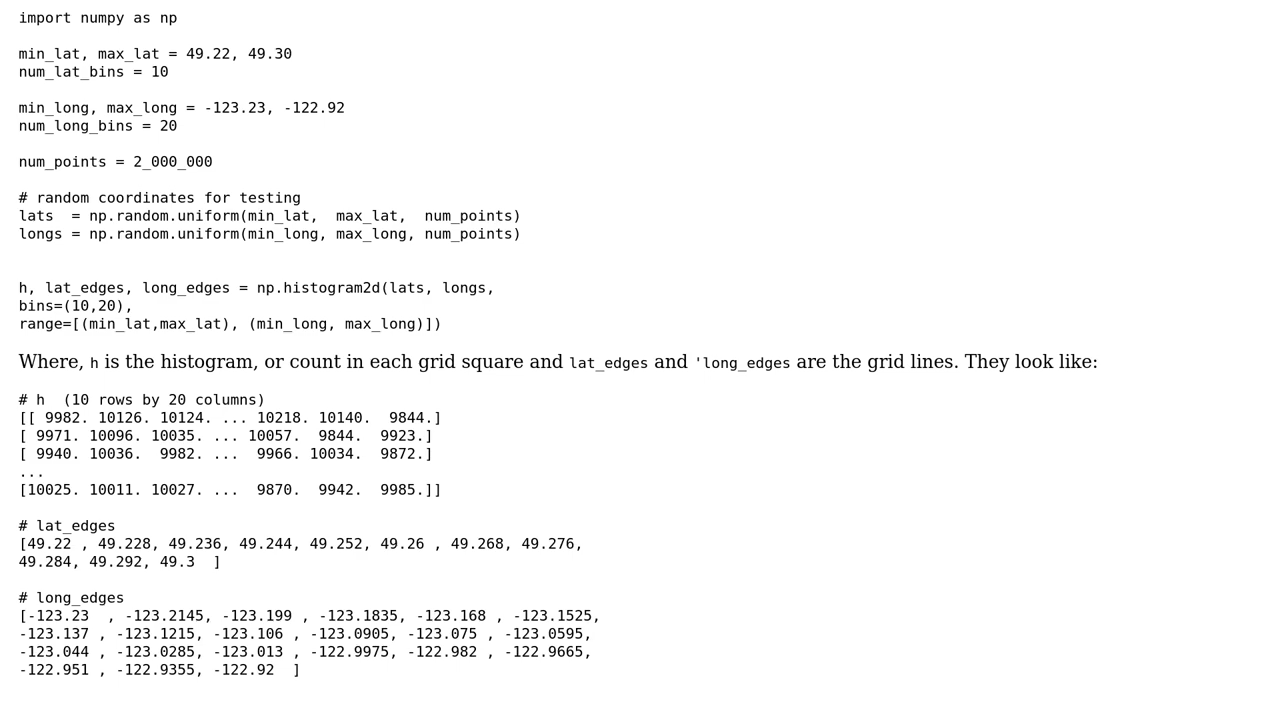 import numpy as np
min_lat, max_lat = 49.22, 49.30
num_lat_bins = 10
min_long, max_long = -123.23, -122.92
num_long_bins = 20
num_points = 2_000_000
# random coordinates for testing
lats  = np.random.uniform(min_lat,  max_lat,  num_points)
longs = np.random.uniform(min_long, max_long, num_points)
h, lat_edges, long_edges = np.histogram2d(lats, longs,
bins=(10,20),
range=[(min_lat,max_lat), (min_long, max_long)])
Where, h is the histogram, or count in each grid square and lat_edges and 'long_edges are the grid lines. They look like:
# h  (10 rows by 20 columns)
[[ 9982. 10126. 10124. ... 10218. 10140.  9844.]
[ 9971. 10096. 10035. ... 10057.  9844.  9923.]
[ 9940. 10036.  9982. ...  9966. 10034.  9872.]
...
[10025. 10011. 10027. ...  9870.  9942.  9985.]]
# lat_edges
[49.22 , 49.228, 49.236, 49.244, 49.252, 49.26 , 49.268, 49.276,
49.284, 49.292, 49.3  ]
# long_edges
[-123.23  , -123.2145, -123.199 , -123.1835, -123.168 , -123.1525,
-123.137 , -123.1215, -123.106 , -123.0905, -123.075 , -123.0595,
-123.044 , -123.0285, -123.013 , -122.9975, -122.982 , -122.9665,
-122.951 , -122.9355, -122.92  ]